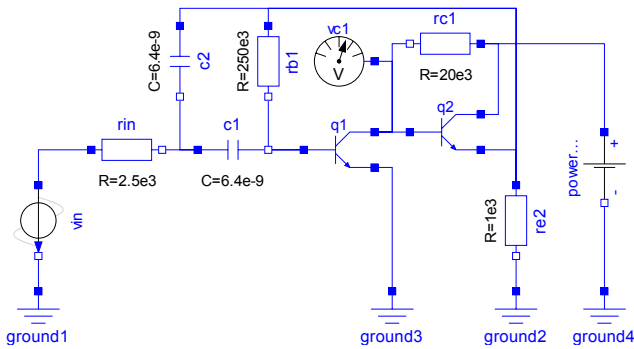 vc1
rc1
C=6.4e-9
c2
R=250e3
rb1
V
R=20e3
q1
q2
rin
c1
power...
+
-
R=2.5e3
C=6.4e-9
vin
R=1e3
re2
ground1
ground3
ground2
ground4